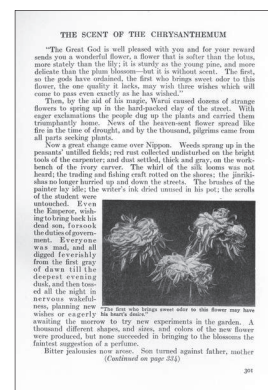 THE SCENT OF THE CHRYSANTHEMUM
"The Great God is well pleased with you and for your reward
sends you a wonderful flower, a flower that is softer than the lotus,
more stately than the lily; it is sturdy as the young pine, and more
delicate than the plum blossom—but it is without scent. The first,
so the gods have ordained, the first who brings sweet odor to this
flower, the one quality it lacks, may wish three wishes which will
come to pass even exactly as he has wished."
Then, by the aid of his magic, Warui caused dozens of strange
flowers to spring up in the hard-packed clay of the street. With
eager exclamations the people dug up the plants and carried them
triumphantly home. News of the heaven-sent flower spread like
fire in the time of drought, and by the thousand, pilgrims came from
all parts seeking plants.
Now a great change came over Nippon. Weeds sprang up in the
peasants' untilled fields; red rust collected undisturbed on the bright
tools of the carpenter; and dust settled, thick and gray, on the work-
bench of the ivory carver. The whirl of the silk looms was not
heard; the trading and fishing craft rotted on the shores; the jinriki-
shas no longer hurried up and down the streets. The brushes of the
painter lay idle; the writer's ink dried unused in his pot; the scrolls
of the student were
untouched. Even
the Emperor, wish-
ing to bring back his
dead son, forsook
the duties of govern-
ment. Everyone
was mad, and all
digged feverishly
from the first gray
of dawn till the
deepest evening
dusk, and then toss-
ed all the night in
nervous wakeful-
ness, planning new
wishes or eagerly
awaiting the morrow to try new experiments in the garden. A
thousand different shapes, and sizes, and colors of the new flower
were produced, but none succeeded in bringing to the blossoms the
faintest suggestion of a perfume.
Bitter jealousies now arose. Son turned against father, mother
(Continued on page 334)
"The first who brings sweet odor to this flower may have
his heart's desire."
301